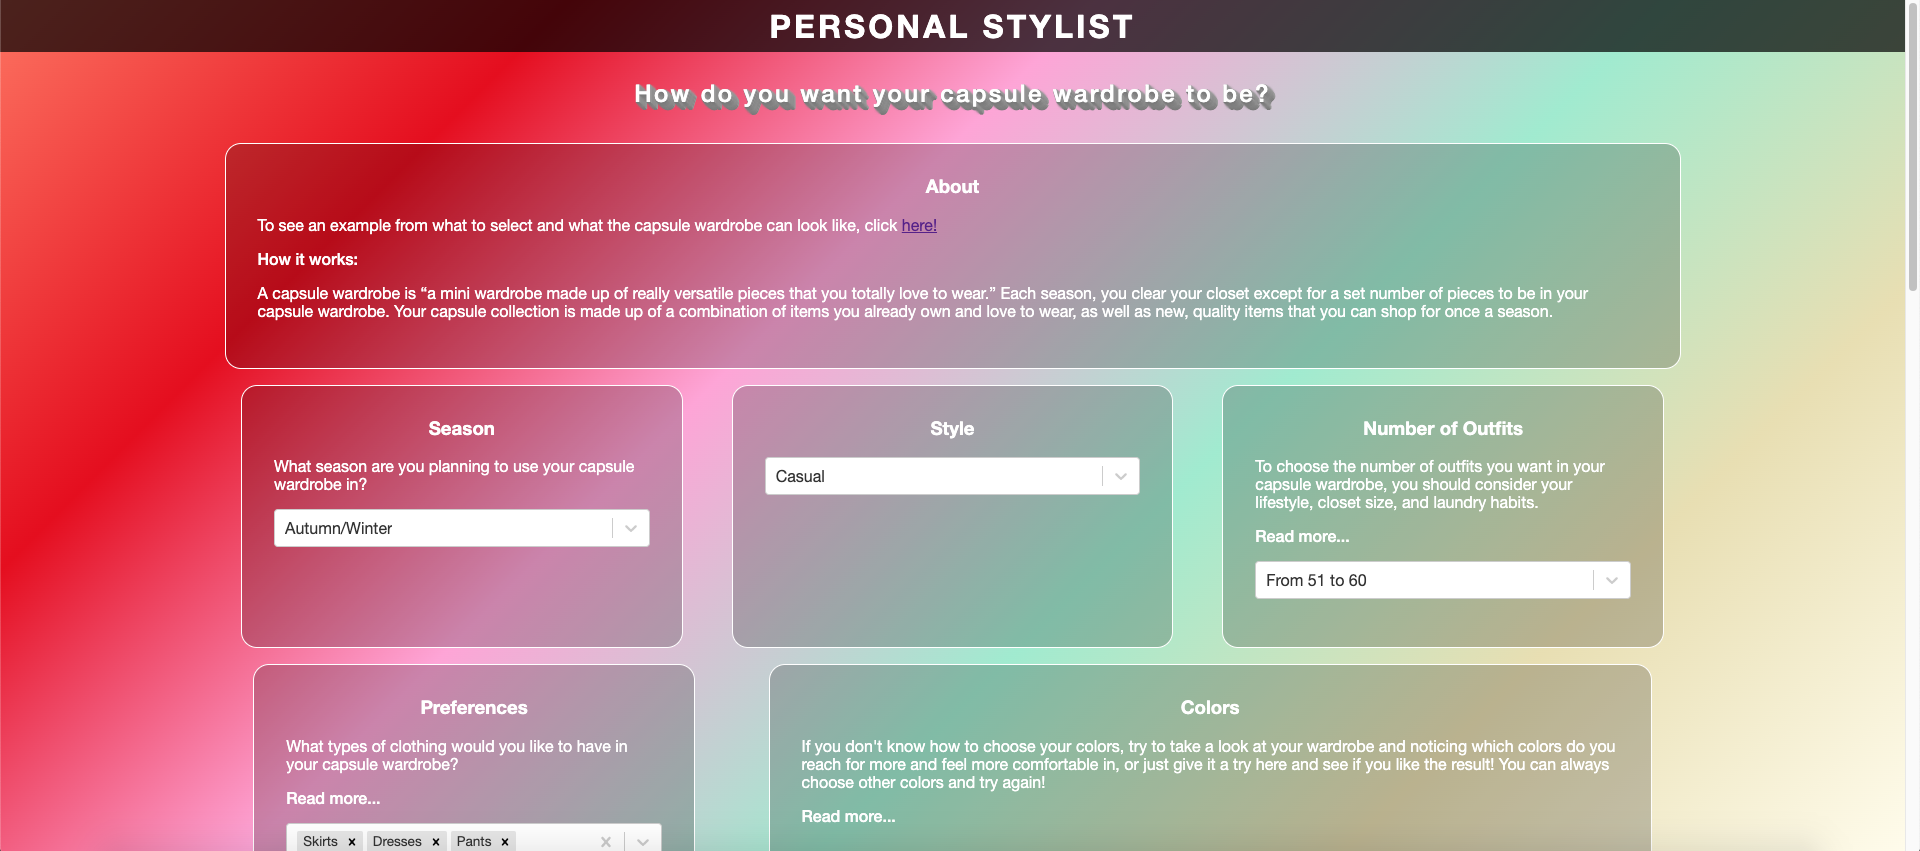 PERSONAL STYLIST
How do you want your capsule wardrobe to be?
About
To see an example from what to select and what the capsule wardrobe can look like, click here!
How it works:
A capsule wardrobe is “a mini wardrobe made up of really versatile pieces that you totally love to wear.” Each season, you clear your closet except for a set number of pieces to be in your
capsule wardrobe. Your capsule collection is made up of a combination of items you already own and love to wear, as well as new, quality items that you can shop for once a season.
Season
What season are you planning to use your capsule
wardrobe in?
Autumn/Winter
Style
Casual
Number of Outfits
To choose the number of outfits you want in your
capsule wardrobe, you should consider your
lifestyle, closet size, and laundry habits.
Read more...
From 51 to 60
Preferences
What types of clothing would you like to have in
your capsule wardrobe?
Read more...
Skirts × Dresses × Pants ×
Colors
If you don't know how to choose your colors, try to take a look at your wardrobe and noticing which colors do you
reach for more and feel more comfortable in, or just give it a try here and see if you like the result! You can always
choose other colors and try again!
Read more...